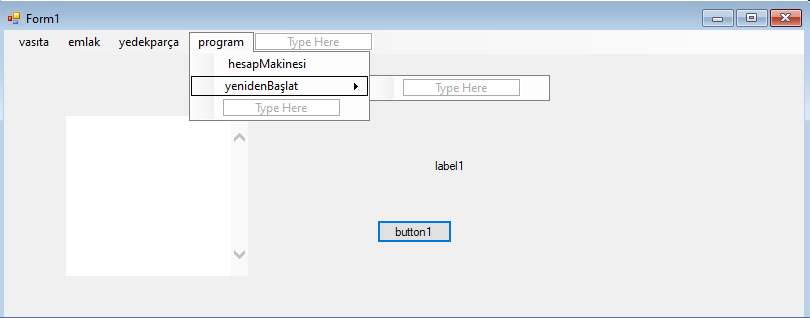 Form1
vasıta emlak yedekparça program Type Here
hesapMakinesi
yenidenBaşlat Type Here
Type Here
label1
button1